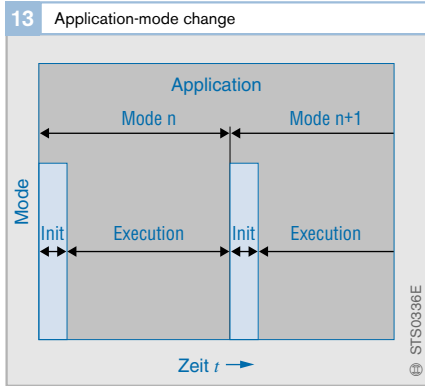 13 Application-mode change
Application
Mode n Mode n+1
Mode
Init Execution Init Execution
Zeit t
STS0336E